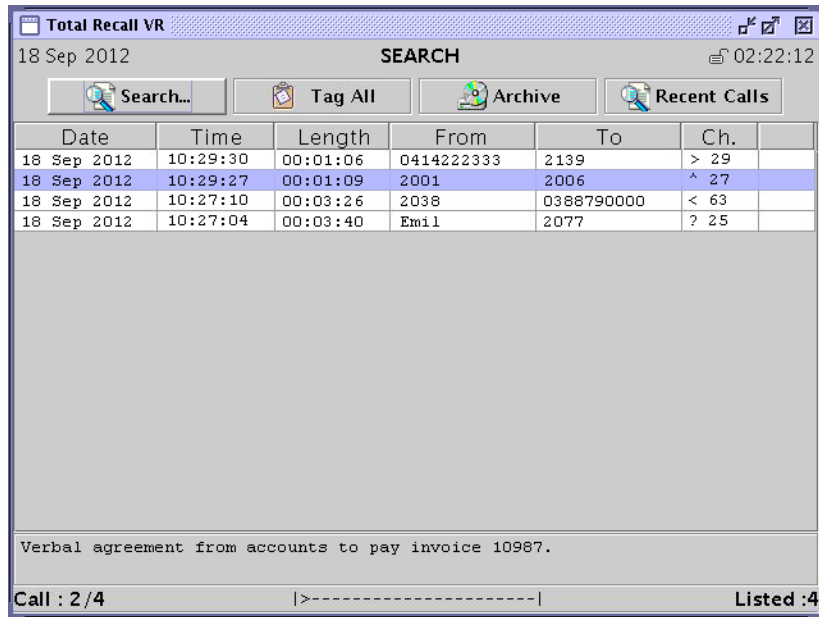 Total Recall VR
18 Sep 2012 SEARCH 02:22:12
Search... Tag All Archive Recent Calls
Date Time Length From To Ch.
18 Sep 2012 10:29:30 00:01:06 0414222333 2139 > 29
18 Sep 2012 10:29:27 00:01:09 2001 2006 ^ 27
18 Sep 2012 10:27:10 00:03:26 2038 0388790000 < 63
18 Sep 2012 10:27:04 00:03:40 Emil 2077 ? 25
Verbal agreement from accounts to pay invoice 10987.
Call : 2/4 |>-----------------------| Listed :4